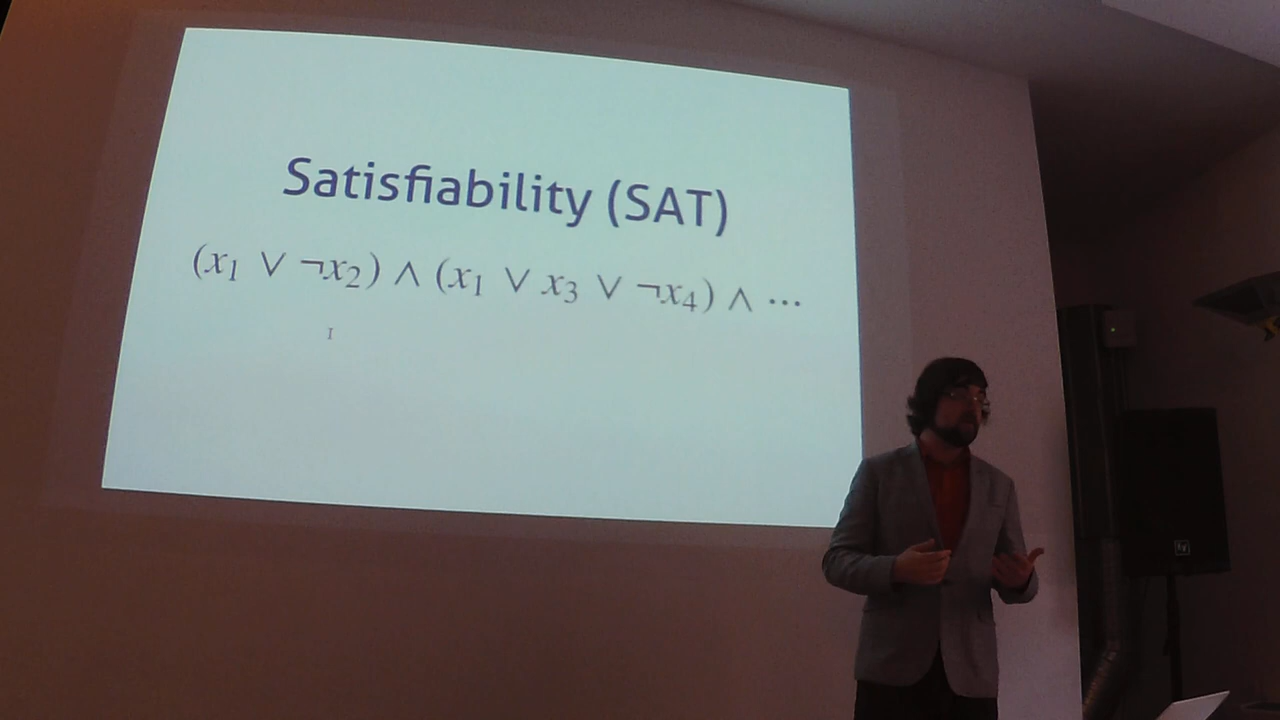 Satisfiability (SAT)
(x₁ ∨ ¬x₂) ∧ (x₁ ∨ x₃ ∨ ¬x₄) ∧ ⋯